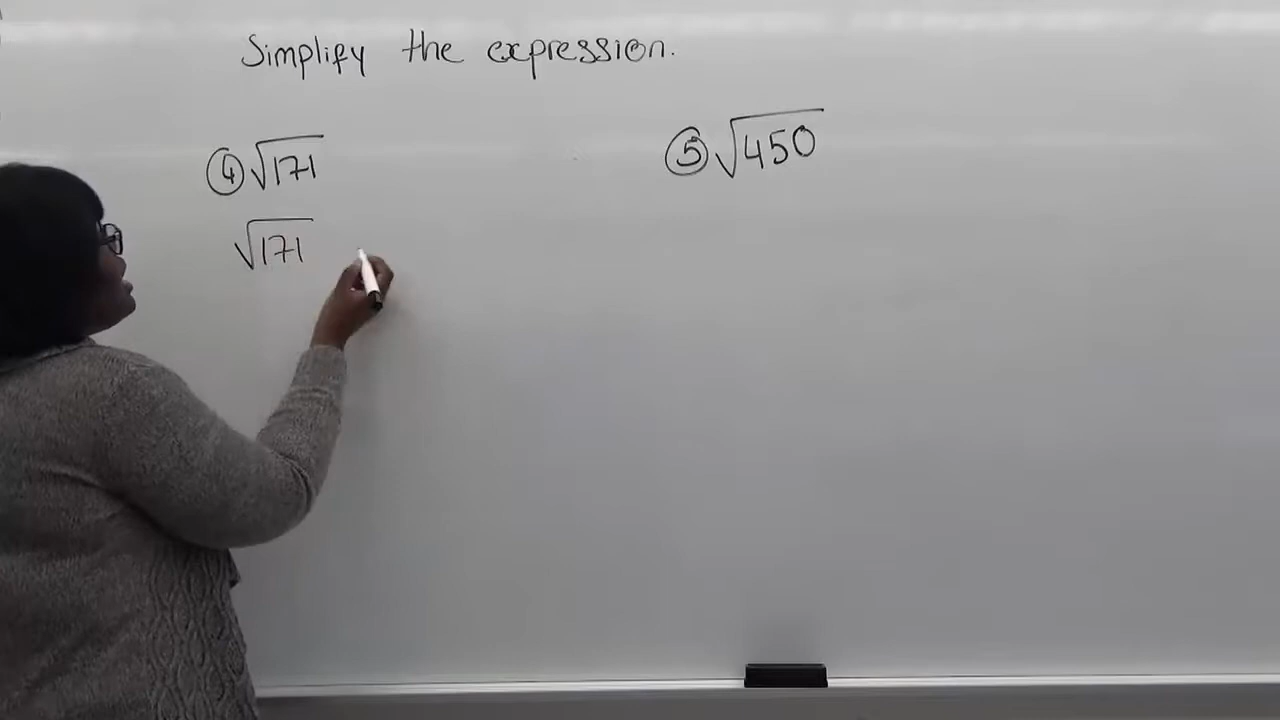 Simplify the expression.
④ √171
√171
⑤ √450